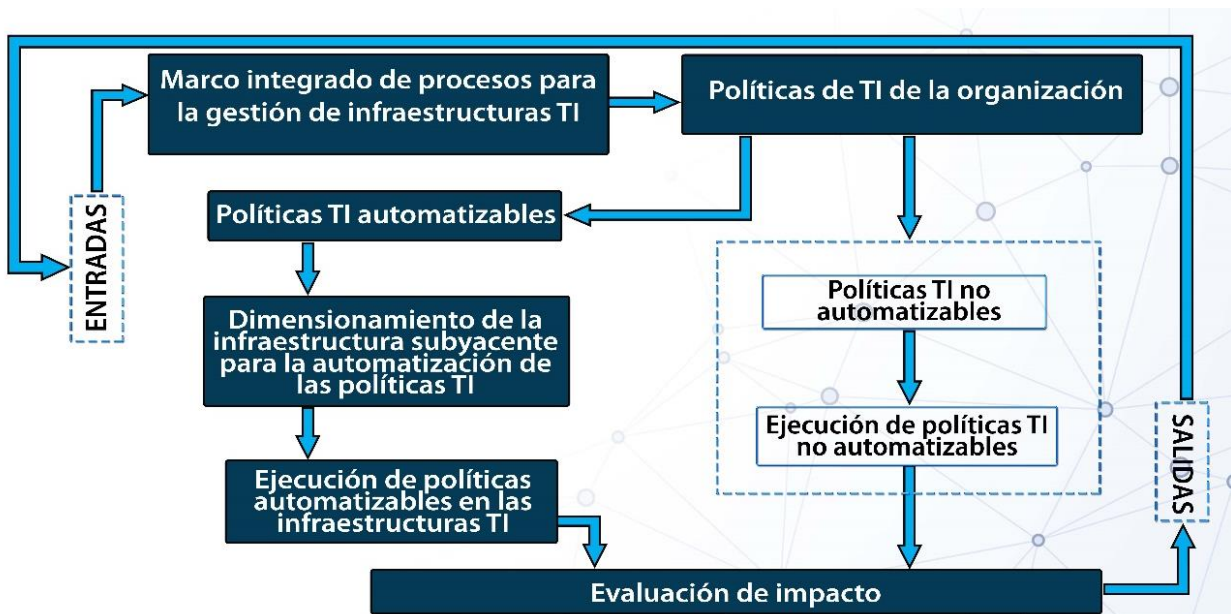 Marco integrado de procesos para
la gestión de infraestructuras TI
Políticas de TI de la organización
ENTRADAS
Políticas TI automatizables
Políticas TI no
automatizables
Dimensionamiento de la
infraestructura subyacente
para la automatización de
las políticas TI
Ejecución de políticas TI
no automatizables
SALIDAS
Ejecución de políticas
automatizables en las
infraestructuras TI
Evaluación de impacto